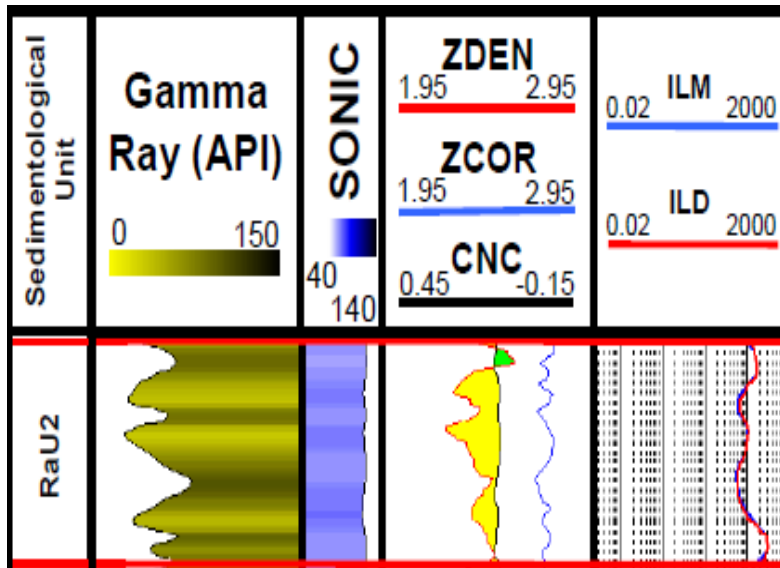 Sedimentological
Unit
Gamma
Ray (API)
0 150
SONIC
40
140
ZDEN
1.95 2.95
ZCOR
1.95 2.95
CNC
0.45 -0.15
ILM
0.02 2000
ILD
0.02 2000
RaU2